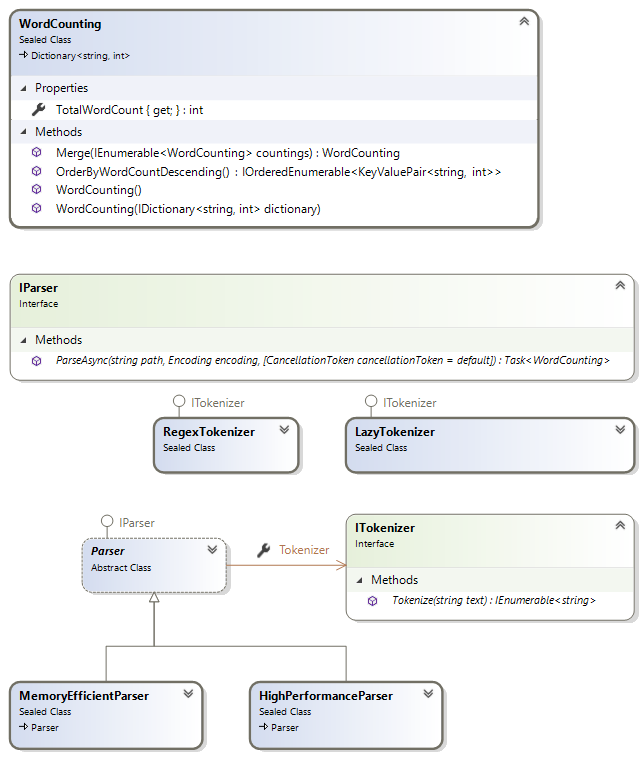 WordCounting
Sealed Class
Dictionary<string, int>
Properties
TotalWordCount { get; } : int
Methods
Merge(IEnumerable<WordCounting> countings) : WordCounting
OrderByWordCountDescending() : IOrderedEnumerable<KeyValuePair<string, int>>
WordCounting()
WordCounting(IDictionary<string, int> dictionary)
IParser
Interface
Methods
ParseAsync(string path, Encoding encoding, [CancellationToken cancellationToken = default]) : Task<WordCounting>
ITokenizer
RegexTokenizer
Sealed Class
ITokenizer
LazyTokenizer
Sealed Class
IParser
Parser
Abstract Class
Tokenizer
ITokenizer
Interface
Methods
Tokenize(string text) : IEnumerable<string>
MemoryEfficientParser
Sealed Class
Parser
HighPerformanceParser
Sealed Class
Parser